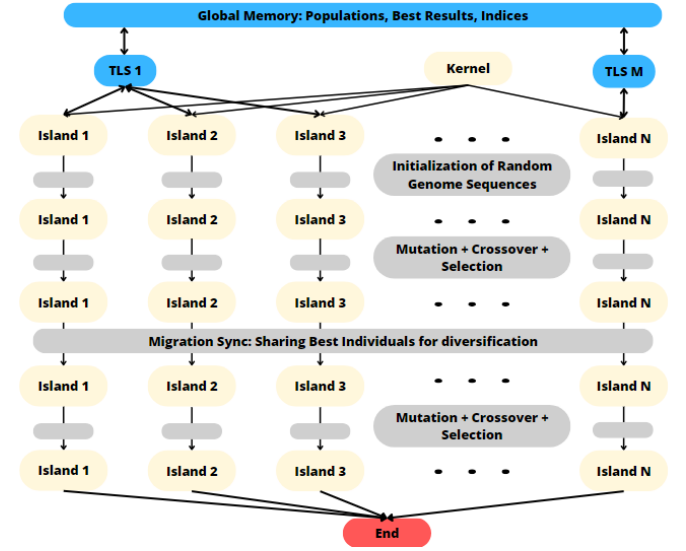 Global Memory: Populations, Best Results, Indices
TLS 1
Kernel
TLS M
Island 1
Island 2
Island 3
Island N
Initialization of Random
Genome Sequences
Island 1
Island 2
Island 3
Island N
Mutation + Crossover +
Selection
Island 1
Island 2
Island 3
Island N
Migration Sync: Sharing Best Individuals for diversification
Island 1
Island 2
Island 3
Island N
Mutation + Crossover +
Selection
Island 1
Island 2
Island 3
Island N
End